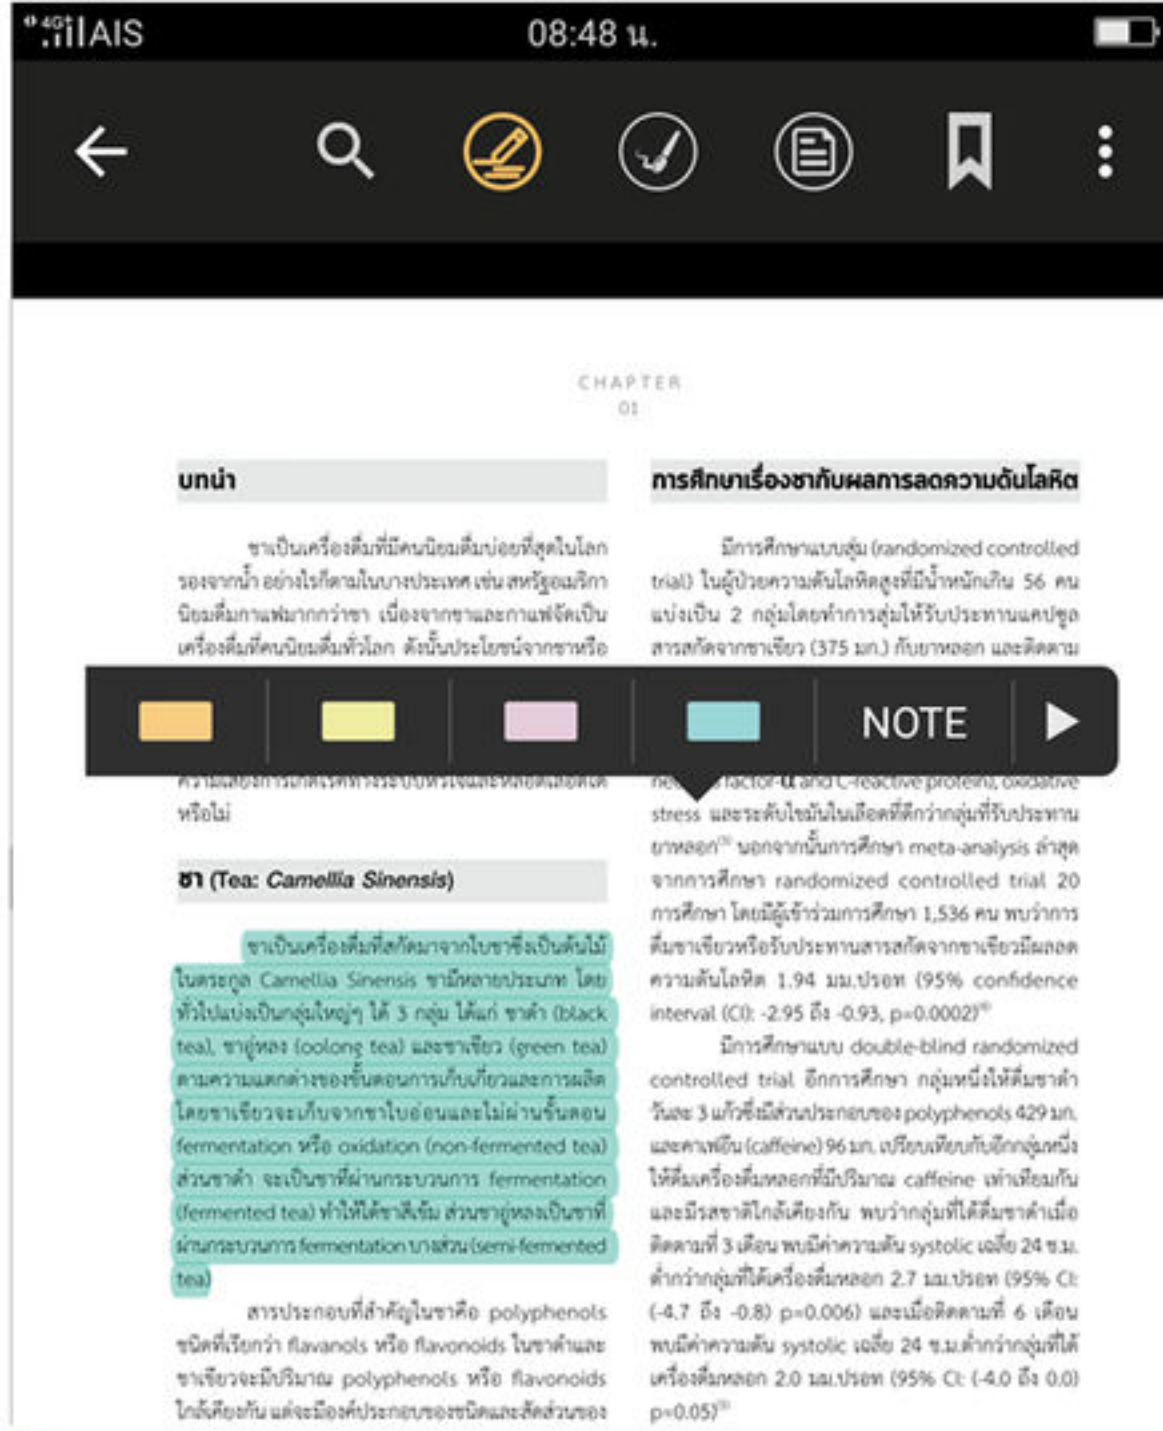 4G+ AIS
08:48 น.
CHAPTER
01
บทนำ
ชาเป็นเครื่องดื่มที่มีคนนิยมดื่มบ่อยที่สุดในโลก
รองจากน้ำ อย่างไรก็ตามในบางประเทศ เช่น สหรัฐอเมริกา
นิยมดื่มกาแฟมากกว่าชา เนื่องจากชาและกาแฟจัดเป็น
เครื่องดื่มที่คนนิยมดื่มทั่วโลก ดังนั้นประโยชน์จากชาหรือ
NOTE
ความเสี่ยงการเกิดโรคทางระบบหัวใจและหลอดเลือดได้
หรือไม่
ชา (Tea: Camellia Sinensis)
ชาเป็นเครื่องดื่มที่สกัดมาจากใบชาซึ่งเป็นต้นไม้
ในตระกูล Camellia Sinensis ชามีหลายประเภท โดย
ทั่วไปแบ่งเป็นกลุ่มใหญ่ๆ ได้ 3 กลุ่ม ได้แก่ ชาดำ (black
tea), ชาอู่หลง (oolong tea) และชาเขียว (green tea)
ตามความแตกต่างของขั้นตอนการเก็บเกี่ยวและการผลิต
โดยชาเขียวจะเก็บจากชาใบอ่อนและไม่ผ่านขั้นตอน
fermentation หรือ oxidation (non-fermented tea)
ส่วนชาดำ จะเป็นชาที่ผ่านกระบวนการ fermentation
(fermented tea) ทำให้ได้ชาสีเข้ม ส่วนชาอู่หลงเป็นชาที่
ผ่านกระบวนการ fermentation บางส่วน (semi-fermented
tea)
สารประกอบที่สำคัญในชาคือ polyphenols
ชนิดที่เรียกว่า flavanols หรือ flavonoids ในชาดำและ
ชาเขียวจะมีปริมาณ polyphenols หรือ flavonoids
ใกล้เคียงกัน แต่จะมีองค์ประกอบของชนิดและสัดส่วนของ
การศึกษาเรื่องชากับผลการลดความดันโลหิต
มีการศึกษาแบบสุ่ม (randomized controlled
trial) ในผู้ป่วยความดันโลหิตสูงที่มีน้ำหนักเกิน 56 คน
แบ่งเป็น 2 กลุ่มโดยทำการสุ่มให้รับประทานแคปซูล
สารสกัดจากชาเขียว (375 มก.) กับยาหลอก และติดตาม
factor-α and C-reactive protein), oxidative
stress และระดับไขมันในเลือดที่ดีกว่ากลุ่มที่รับประทาน
ยาหลอก นอกจากนั้นการศึกษา meta-analysis ล่าสุด
จากการศึกษา randomized controlled trial 20
การศึกษา โดยมีผู้เข้าร่วมการศึกษา 1,536 คน พบว่าการ
ดื่มชาเขียวหรือรับประทานสารสกัดจากชาเขียวมีผลลด
ความดันโลหิต 1.94 มม.ปรอท (95% confidence
interval (CI): -2.95 ถึง -0.93, p=0.0002)
มีการศึกษาแบบ double-blind randomized
controlled trial อีกการศึกษา กลุ่มหนึ่งให้ดื่มชาดำ
วันละ 3 แก้วซึ่งมีส่วนประกอบของ polyphenols 429 มก.
และคาเฟอีน (caffeine) 96 มก. เปรียบเทียบกับอีกกลุ่มหนึ่ง
ให้ดื่มเครื่องดื่มหลอกที่มีปริมาณ caffeine เท่าเทียมกัน
และมีรสชาติใกล้เคียงกัน พบว่ากลุ่มที่ได้ดื่มชาดำเมื่อ
ติดตามที่ 3 เดือน พบมีค่าความดัน systolic เฉลี่ย 24 ช.ม.
ต่ำกว่ากลุ่มที่ได้เครื่องดื่มหลอก 2.7 มม.ปรอท (95% CI:
(-4.7 ถึง -0.8) p=0.006) และเมื่อติดตามที่ 6 เดือน
พบมีค่าความดัน systolic เฉลี่ย 24 ช.ม.ต่ำกว่ากลุ่มที่ได้
เครื่องดื่มหลอก 2.0 มม.ปรอท (95% CI: (-4.0 ถึง 0.0)
p=0.05)